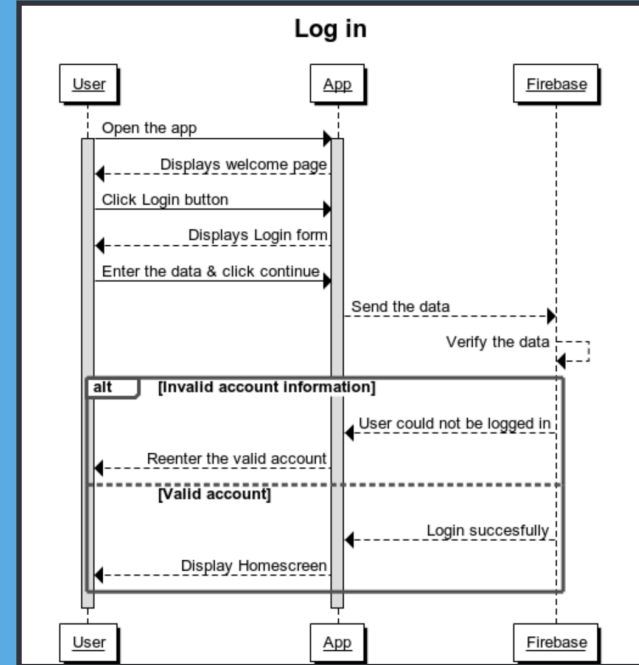 Log in
User
App
Firebase
Open the app
Displays welcome page
Click Login button
Displays Login form
Enter the data & click continue
Send the data
Verify the data
alt [Invalid account information]
User could not be logged in
Reenter the valid account
[Valid account]
Login succesfully
Display Homescreen
User
App
Firebase